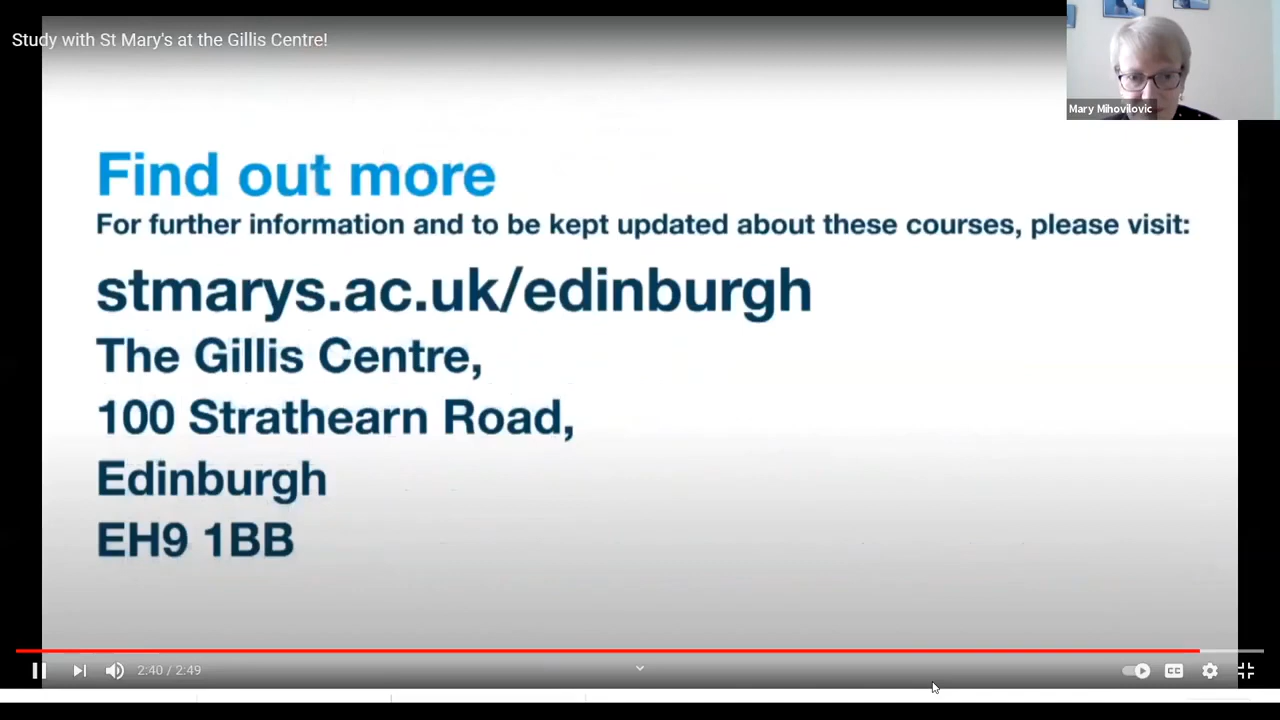 Study with St Mary's at the Gillis Centre!
Mary Mihovilovic
Find out more
For further information and to be kept updated about these courses, please visit:
stmarys.ac.uk/edinburgh
The Gillis Centre,
100 Strathearn Road,
Edinburgh
EH9 1BB
2:40 / 2:49
CC